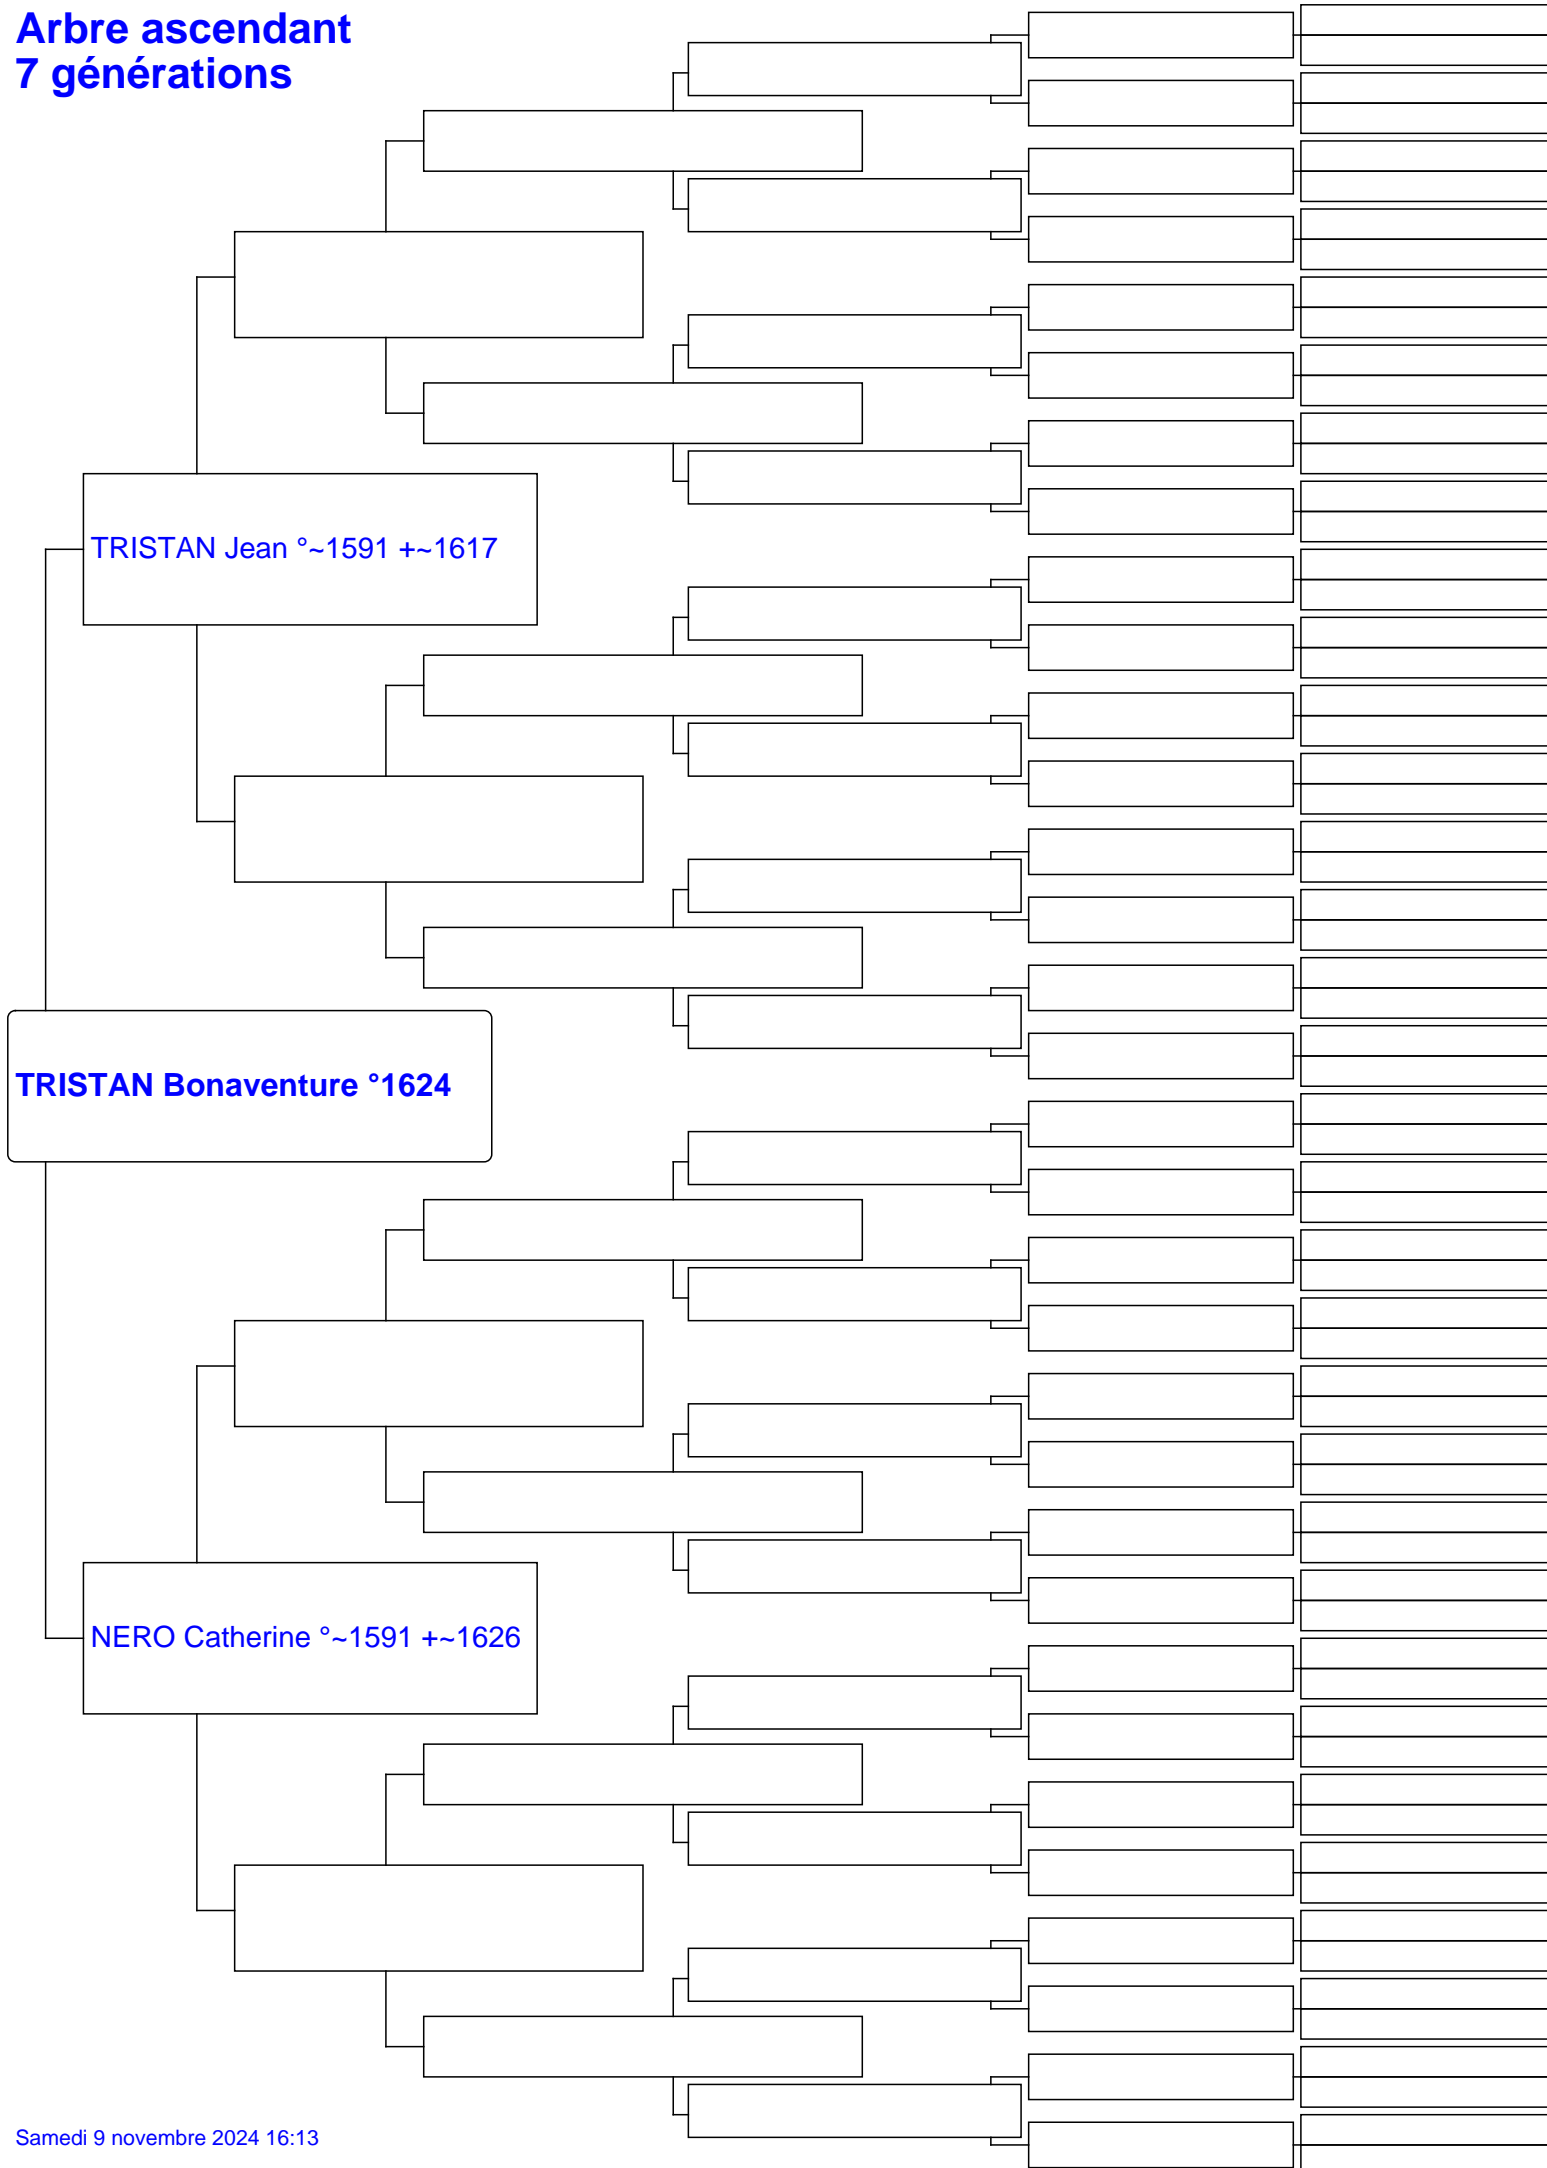 Arbre ascendant
7 générations
TRISTAN Jean °~1591 +~1617
TRISTAN Bonaventure °1624
NERO Catherine °~1591 +~1626
Samedi 9 novembre 2024 16:13